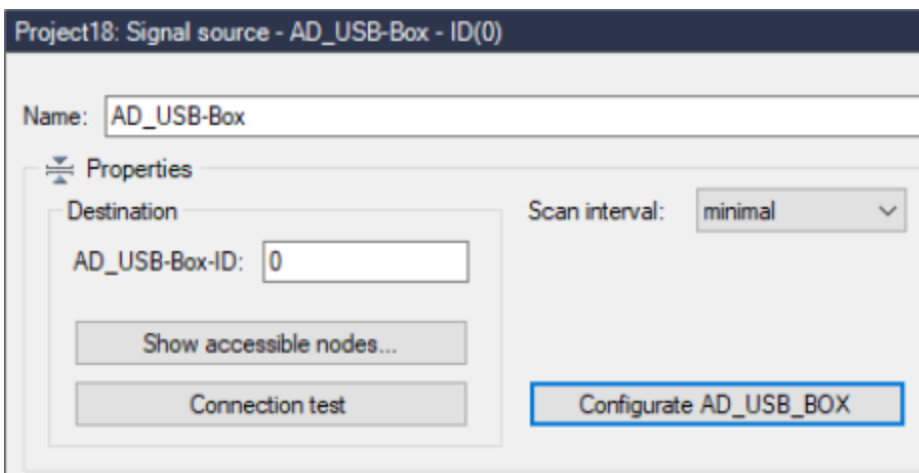 Project18: Signal source - AD_USB-Box - ID(0)
Name: AD_USB-Box
Properties
Destination
Scan interval: minimal
AD_USB-Box-ID: 0
Show accessible nodes...
Connection test
Configurate AD_USB_BOX